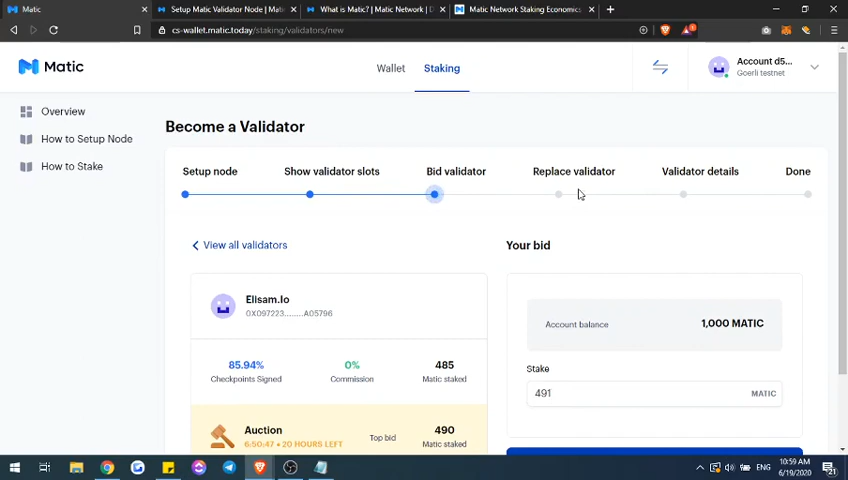 Matic
Setup Matic Validator Node | Mati
What is Matic? | Matic Network | D
Matic Network Staking Economics
cs-wallet.matic.today/staking/validators/new
Matic
Wallet
Staking
Account d5...
Goerli testnet
Overview
How to Setup Node
How to Stake
Become a Validator
Setup node
Show validator slots
Bid validator
Replace validator
Validator details
Done
View all validators
Your bid
Elisam.Io
0X097223........A05796
Account balance
1,000 MATIC
85.94%
0%
485
Checkpoints Signed
Commission
Matic staked
Stake
491
MATIC
Auction
6:50:47 • 20 HOURS LEFT
Top bid
490
Matic staked
ENG
10:59 AM
6/19/2020